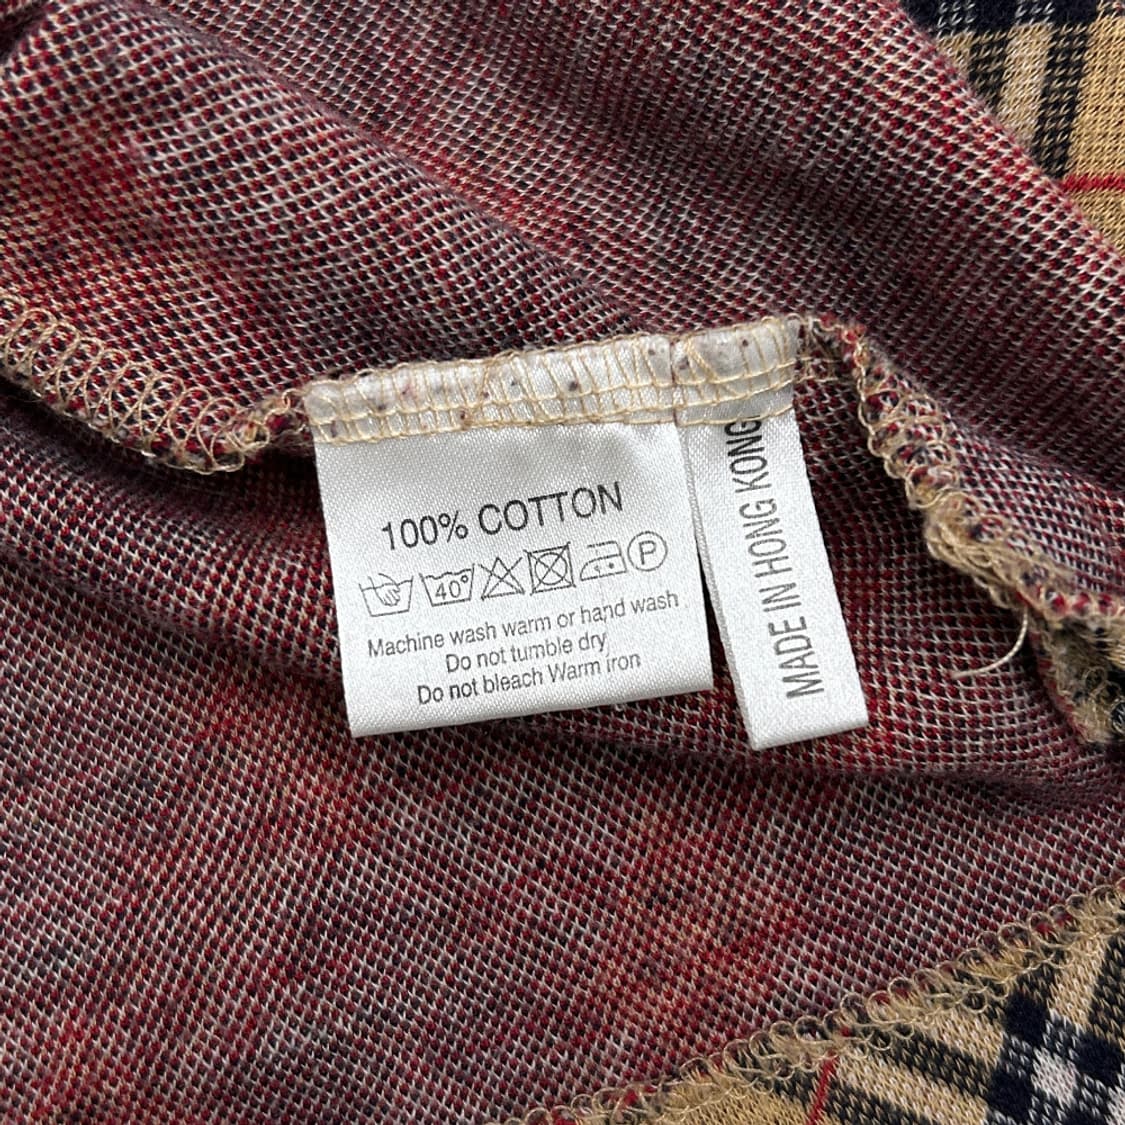 100% COTTON
40° P
Machine wash warm or hand wash
Do not tumble dry
Do not bleach Warm iron
MADE IN HONG KONG